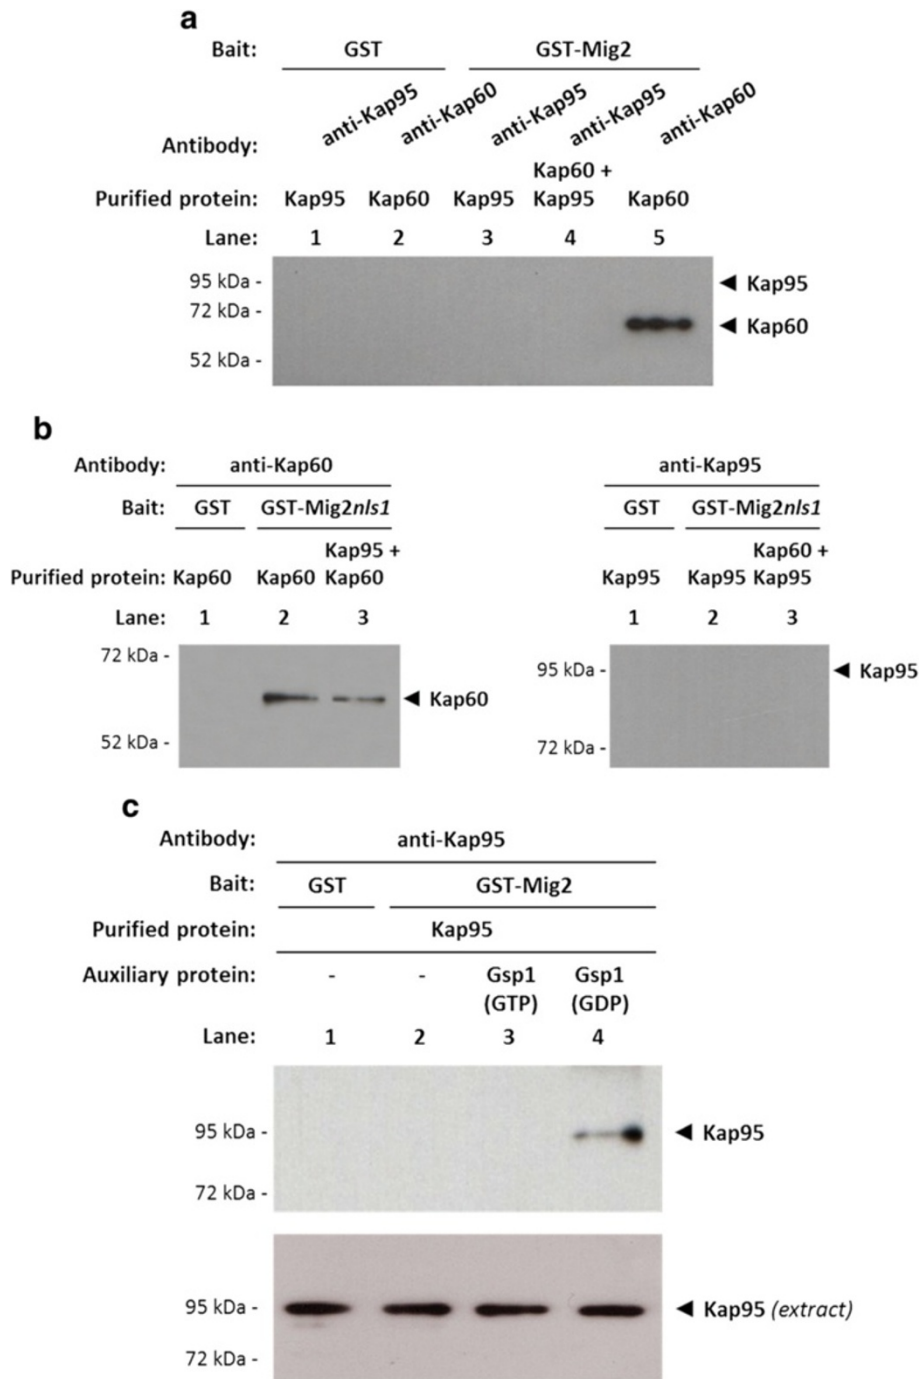 a
Bait: GST GST-Mig2
Antibody: anti-Kap95 anti-Kap60 anti-Kap95 anti-Kap95 anti-Kap60
Kap60 +
Purified protein: Kap95 Kap60 Kap95 Kap95 Kap60
Lane: 1 2 3 4 5
95 kDa - Kap95
72 kDa -
Kap60
52 kDa -
b
Antibody: anti-Kap60
Bait: GST GST-Mig2nls1
Kap95 +
Purified protein: Kap60 Kap60 Kap60
Lane: 1 2 3
72 kDa -
Kap60
52 kDa -
anti-Kap95
GST GST-Mig2nls1
Kap60 +
Kap95 Kap95 Kap95
1 2 3
95 kDa - Kap95
72 kDa -
c
Antibody: anti-Kap95
Bait: GST GST-Mig2
Purified protein: Kap95
Auxiliary protein: - - Gsp1 Gsp1
(GTP) (GDP)
Lane: 1 2 3 4
95 kDa - Kap95
72 kDa -
95 kDa - Kap95 (extract)
72 kDa -